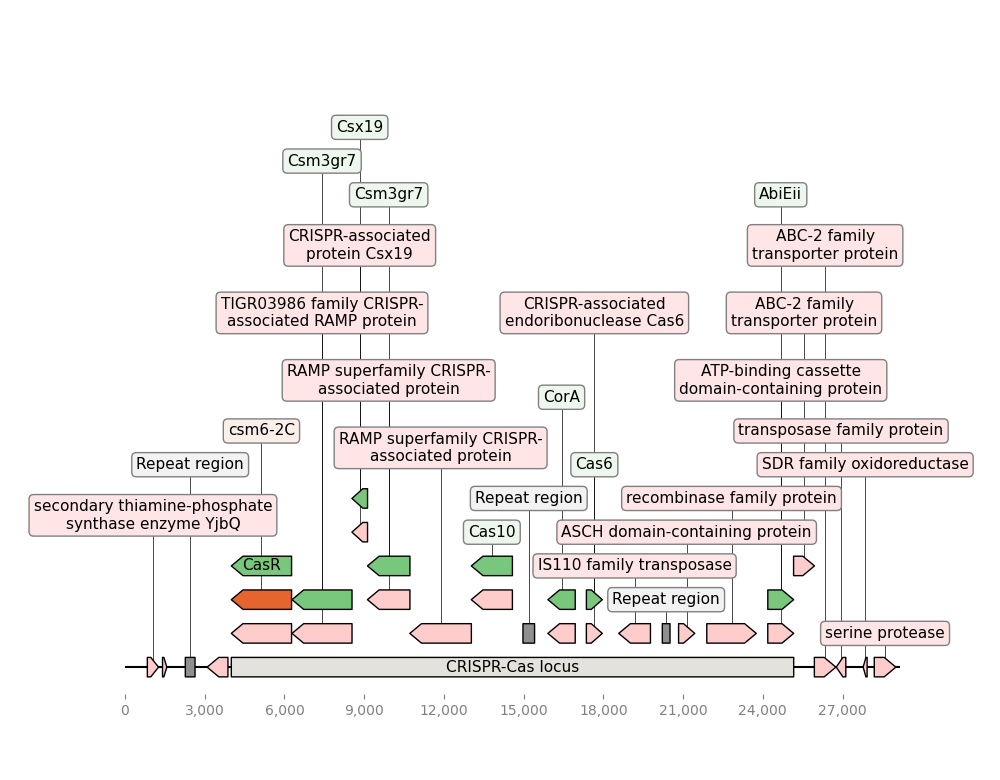 Csx19
Csm3gr7
Csm3gr7
AbiEii
CRISPR-associated
protein Csx19
ABC-2 family
transporter protein
TIGR03986 family CRISPR-
associated RAMP protein
CRISPR-associated
endoribonuclease Cas6
ABC-2 family
transporter protein
RAMP superfamily CRISPR-
associated protein
ATP-binding cassette
domain-containing protein
CorA
csm6-2C
RAMP superfamily CRISPR-
associated protein
transposase family protein
Repeat region
Cas6
SDR family oxidoreductase
secondary thiamine-phosphate
synthase enzyme YjbQ
Repeat region
recombinase family protein
Cas10
ASCH domain-containing protein
CasR
IS110 family transposase
Repeat region
serine protease
CRISPR-Cas locus
0
3,000
6,000
9,000
12,000
15,000
18,000
21,000
24,000
27,000